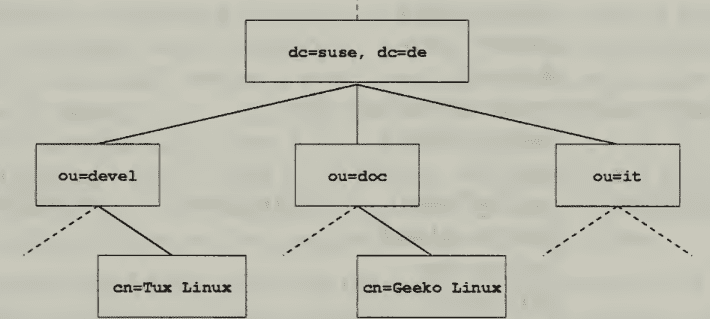 dc=suse, dc=de
ou=devel
ou=doc
ou=it
cn=Tux Linux
cn=Geeko Linux